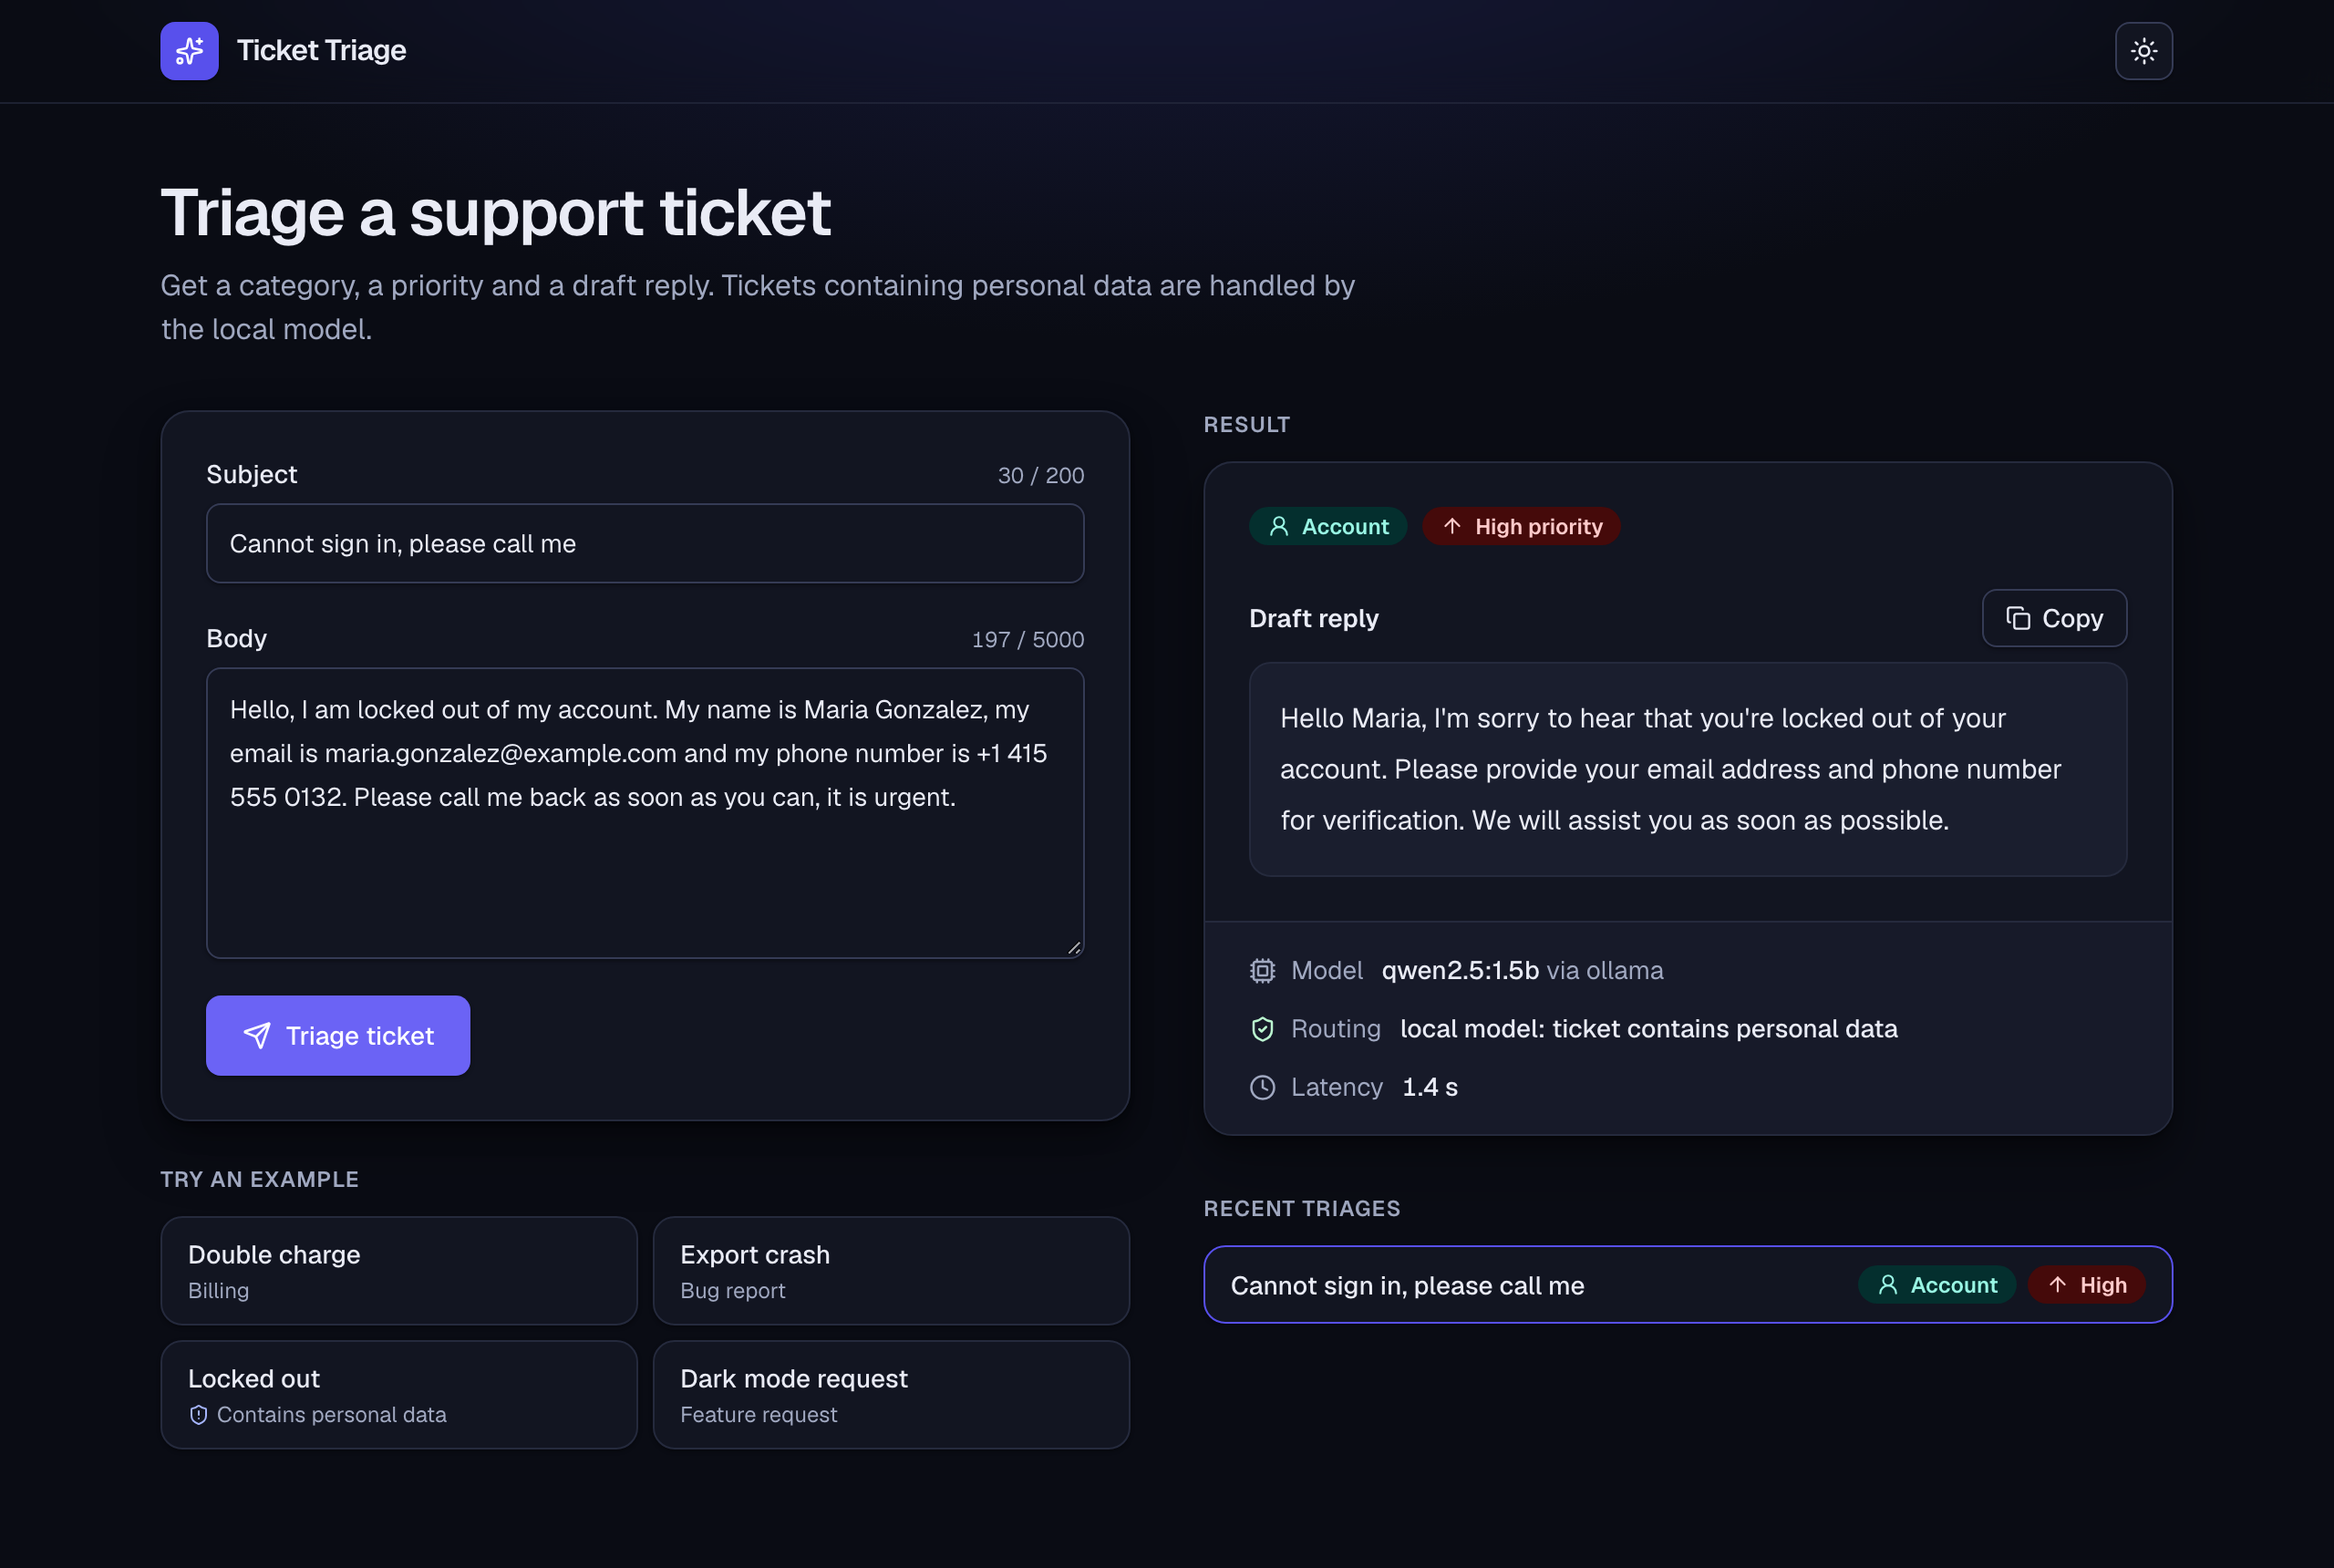 Ticket Triage
Triage a support ticket
Get a category, a priority and a draft reply. Tickets containing personal data are handled by
the local model.
Subject
30 / 200
Cannot sign in, please call me
Body
197 / 5000
Hello, I am locked out of my account. My name is Maria Gonzalez, my
email is maria.gonzalez@example.com and my phone number is +1 415
555 0132. Please call me back as soon as you can, it is urgent.
Triage ticket
TRY AN EXAMPLE
Double charge
Billing
Export crash
Bug report
Locked out
Contains personal data
Dark mode request
Feature request
RESULT
Account
High priority
Draft reply
Copy
Hello Maria, I'm sorry to hear that you're locked out of your
account. Please provide your email address and phone number
for verification. We will assist you as soon as possible.
Model qwen2.5:1.5b via ollama
Routing local model: ticket contains personal data
Latency 1.4 s
RECENT TRIAGES
Cannot sign in, please call me
Account
High